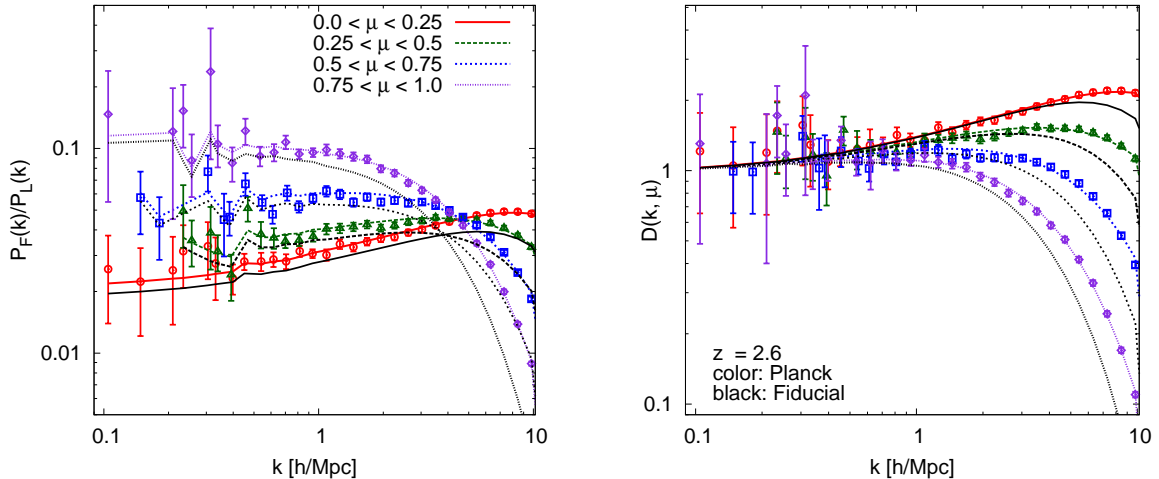 P_F(k)/P_L(k)
0.1
0.01
0.0 < μ < 0.25
0.25 < μ < 0.5
0.5 < μ < 0.75
0.75 < μ < 1.0
0.1
1
10
k [h/Mpc]
D(k, μ)
2
1
0.1
z = 2.6
color: Planck
black: Fiducial
0.1
1
10
k [h/Mpc]